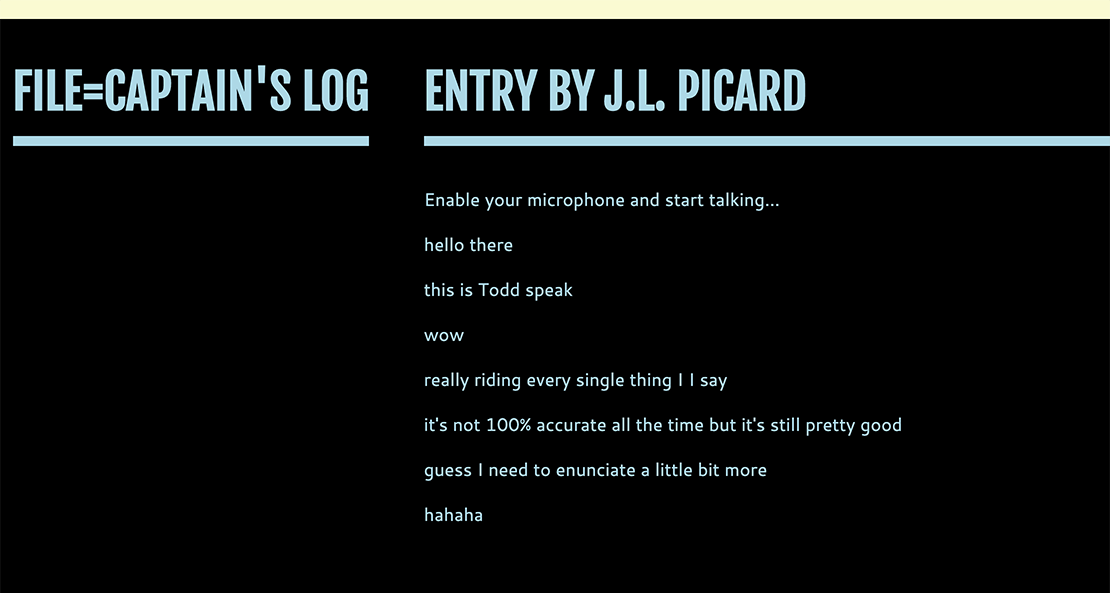 FILE=CAPTAIN'S LOG
ENTRY BY J.L. PICARD
Enable your microphone and start talking...
hello there
this is Todd speak
wow
really riding every single thing I I say
it's not 100% accurate all the time but it's still pretty good
guess I need to enunciate a little bit more
hahaha